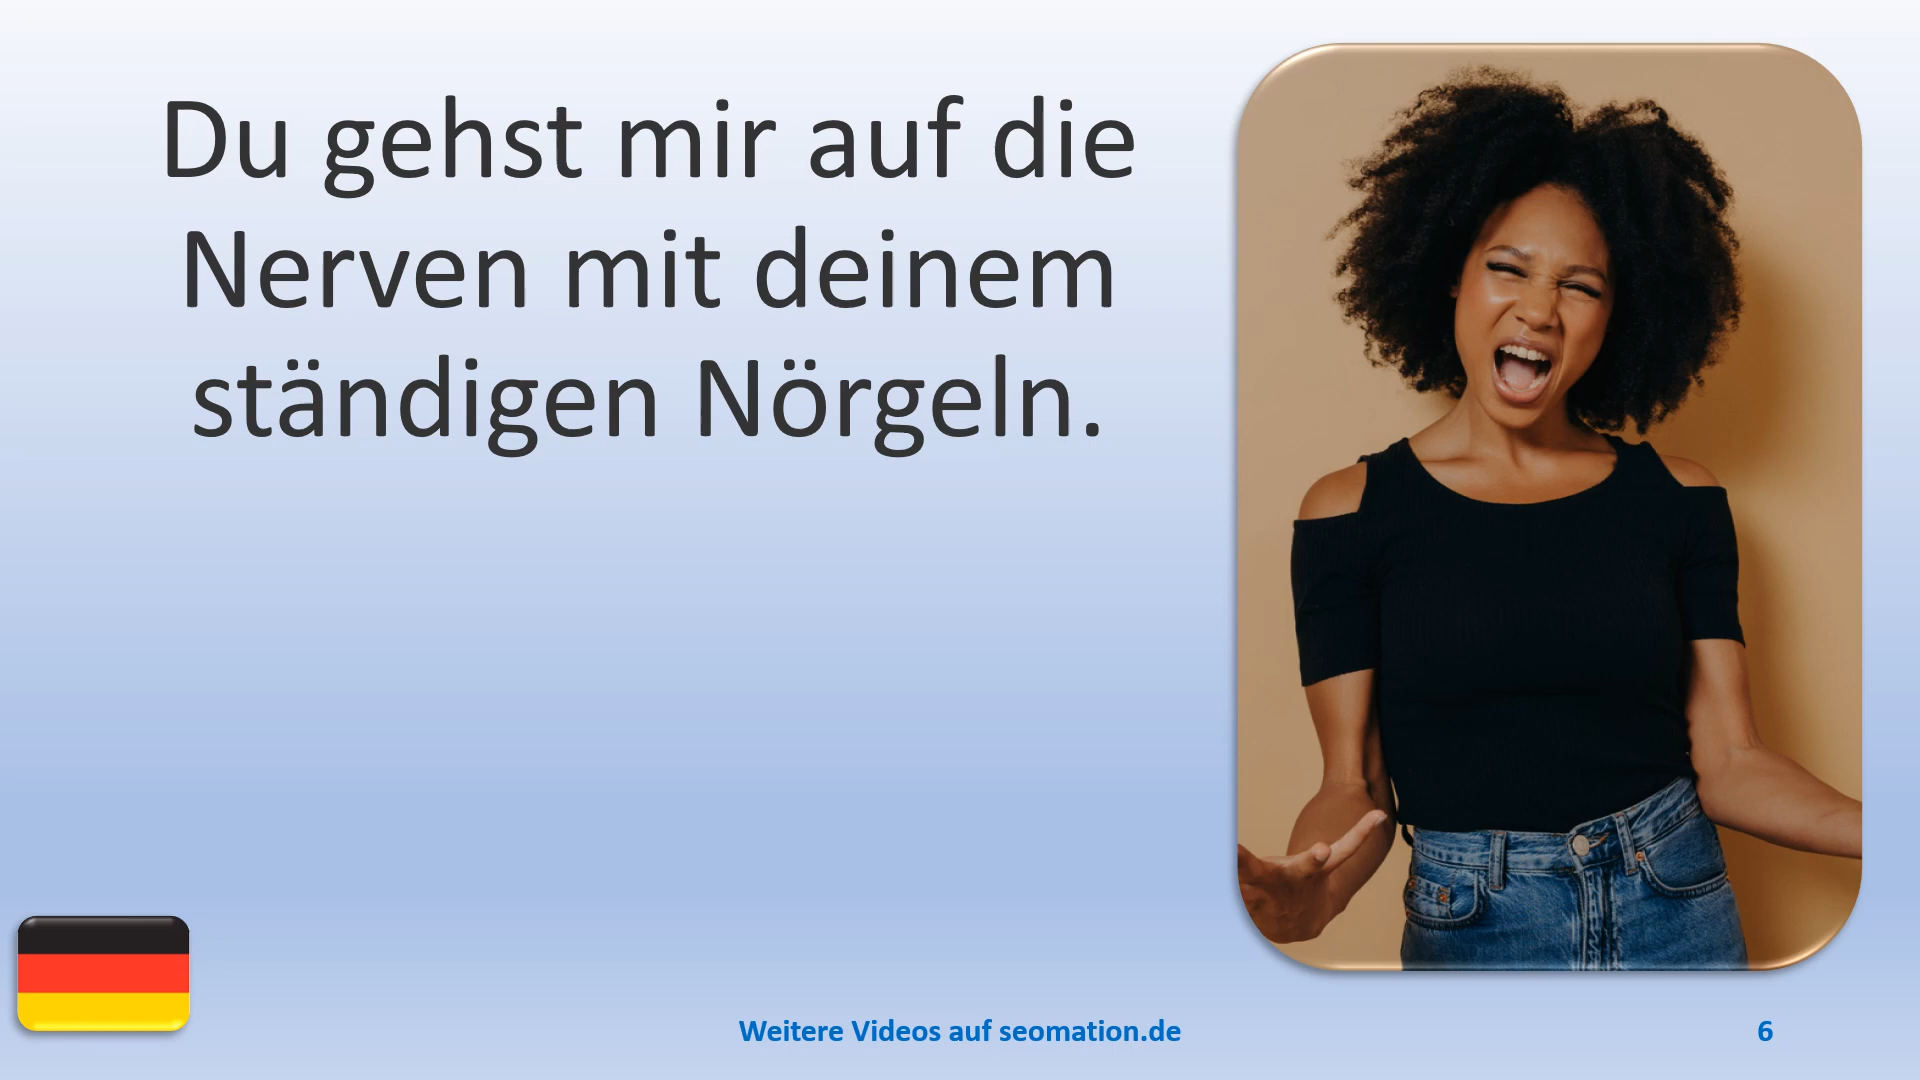 Du gehst mir auf die
Nerven mit deinem
ständigen Nörgeln.
Weitere Videos auf seomation.de
6